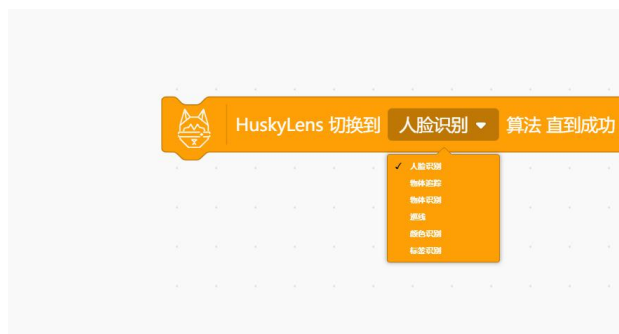 HuskyLens 切换到 人脸识别 算法 直到成功
人脸识别
物体追踪
物体识别
巡线
颜色识别
标签识别